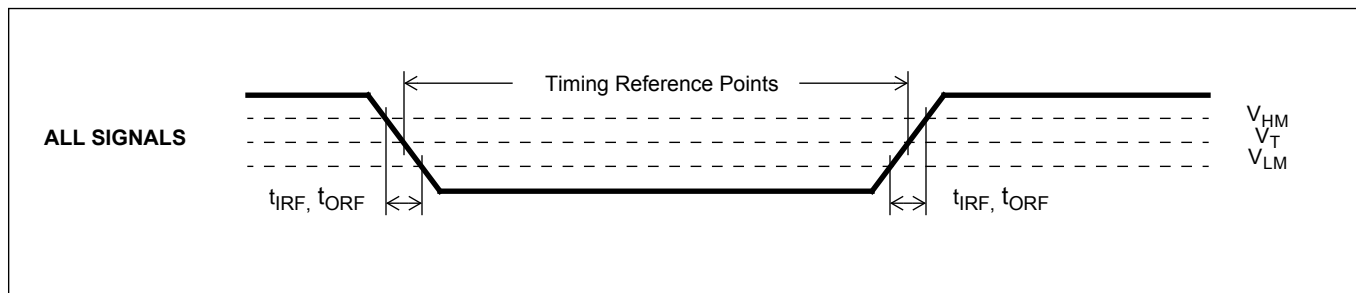 Timing Reference Points
ALL SIGNALS
V_HM
V_T
V_LM
t_IRF, t_ORF
t_IRF, t_ORF